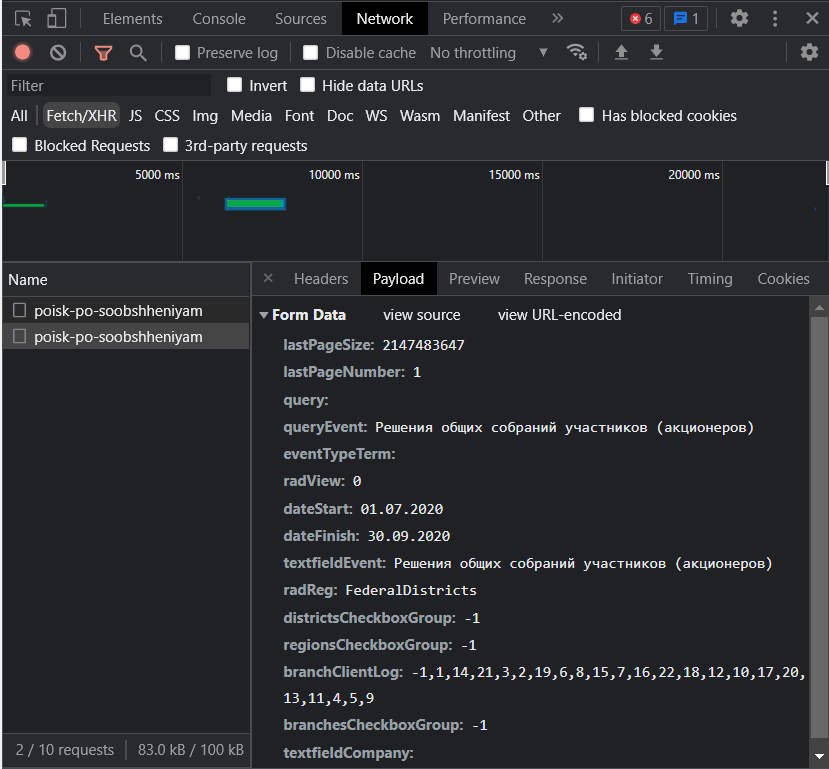 Elements Console Sources Network Performance » 6 1
Preserve log Disable cache No throttling
Filter Invert Hide data URLs
All Fetch/XHR JS CSS Img Media Font Doc WS Wasm Manifest Other Has blocked cookies
Blocked Requests 3rd-party requests
5000 ms 10000 ms 15000 ms 20000 ms
Name
poisk-po-soobshheniyam
poisk-po-soobshheniyam
2 / 10 requests 83.0 kB / 100 kB
Headers Payload Preview Response Initiator Timing Cookies
Form Data view source view URL-encoded
lastPageSize: 2147483647
lastPageNumber: 1
query:
queryEvent: Решения общих собраний участников (акционеров)
eventTypeTerm:
radView: 0
dateStart: 01.07.2020
dateFinish: 30.09.2020
textfieldEvent: Решения общих собраний участников (акционеров)
radReg: FederalDistricts
districtsCheckboxGroup: -1
regionsCheckboxGroup: -1
branchClientLog: -1,1,14,21,3,2,19,6,8,15,7,16,22,18,12,10,17,20,
13,11,4,5,9
branchesCheckboxGroup: -1
textfieldCompany: